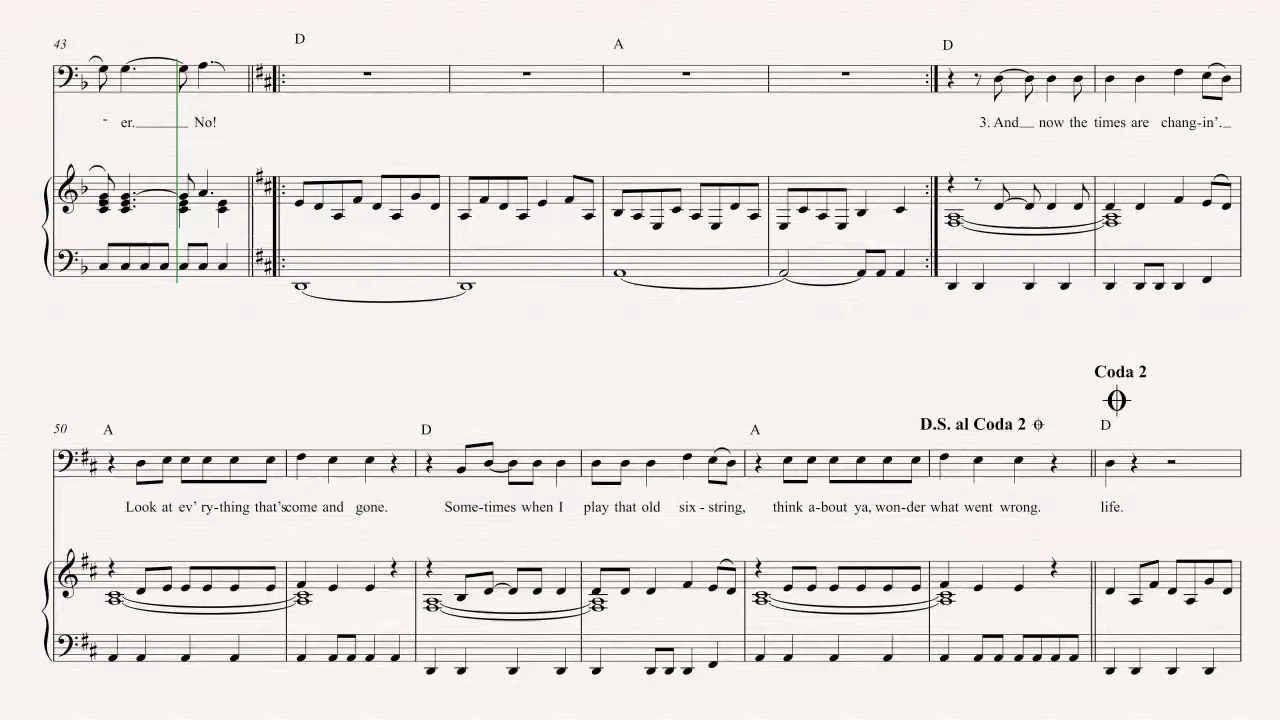 43 D A D
- er. No! 3. And now the times are chang-in’.
Coda 2
50 A D A D.S. al Coda 2 D
Look at ev’ ry-thing that’s come and gone. Some-times when I play that old six - string, think a-bout ya, won-der what went wrong. life.